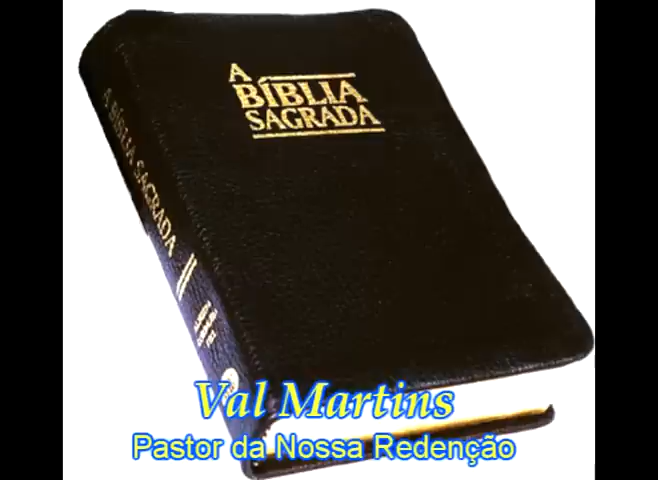 A
BÍBLIA
SAGRADA
A BÍBLIA SAGRADA
Val Martins
Pastor da Nossa Redenção